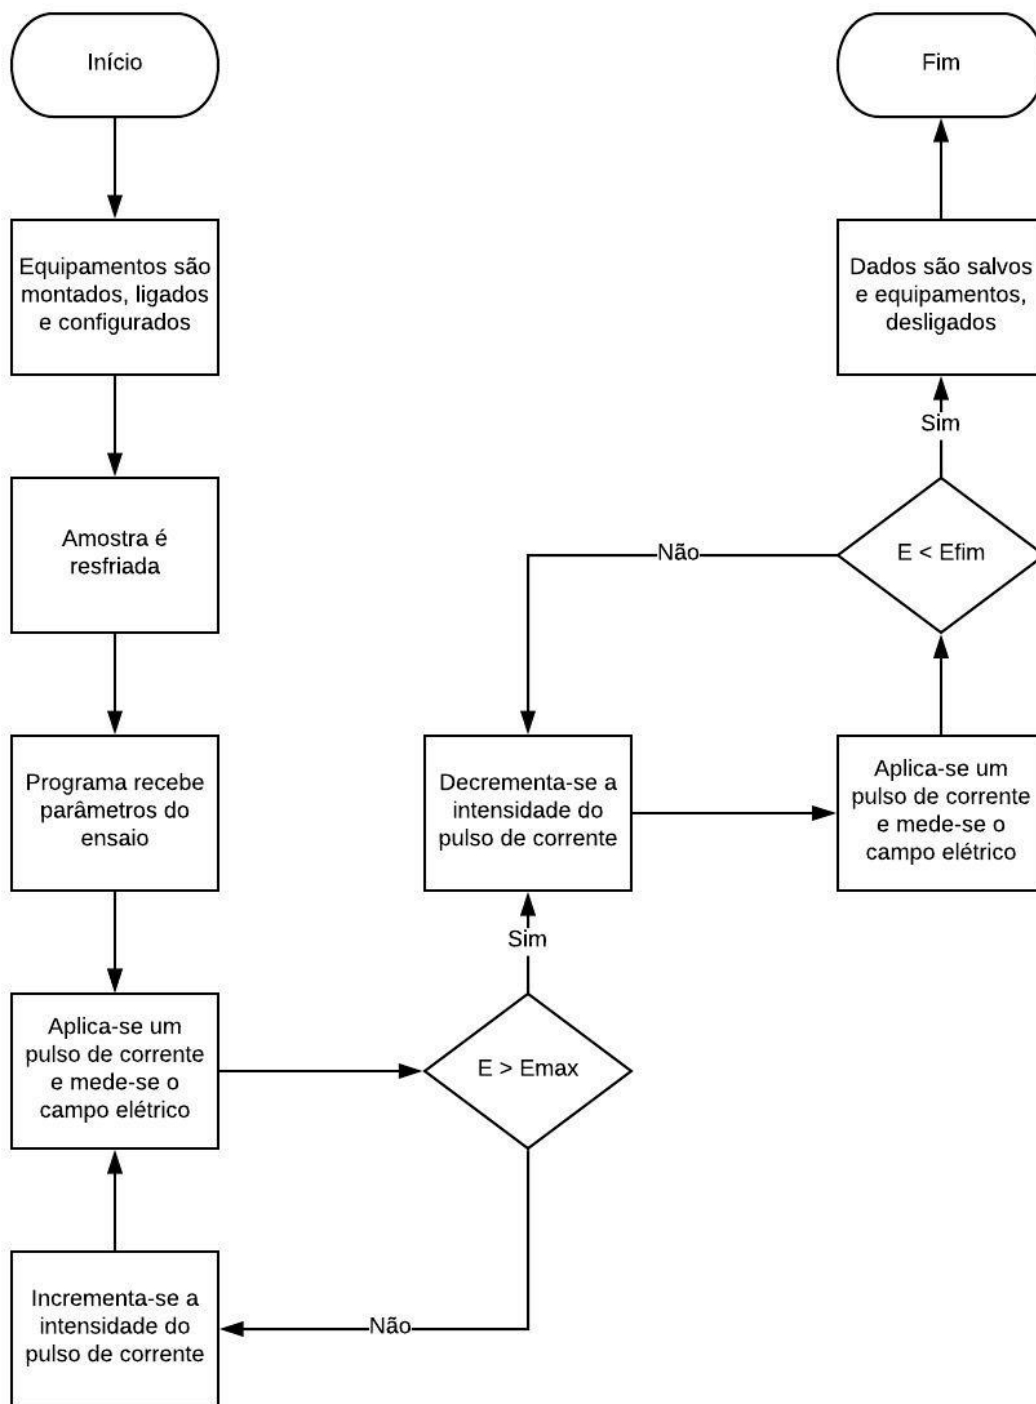 Início
Equipamentos são
montados, ligados
e configurados
Amostra é
resfriada
Programa recebe
parâmetros do
ensaio
Aplica-se um
pulso de corrente
e mede-se o
campo elétrico
Incrementa-se a
intensidade do
pulso de corrente
E > Emax
Não
Sim
Decrementa-se a
intensidade do
pulso de corrente
Aplica-se um
pulso de corrente
e mede-se o
campo elétrico
E < Efim
Não
Sim
Dados são salvos
e equipamentos,
desligados
Fim